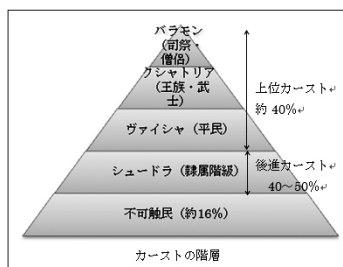 バラモン
(司祭・
僧侶)
クシャトリア
(王族・武
士)
上位カースト↵
約 40%↵
ヴァイシャ (平民)
シュードラ (隷属階級)
後進カースト↵
40～50%↵
不可触民 (約16%)
カーストの階層